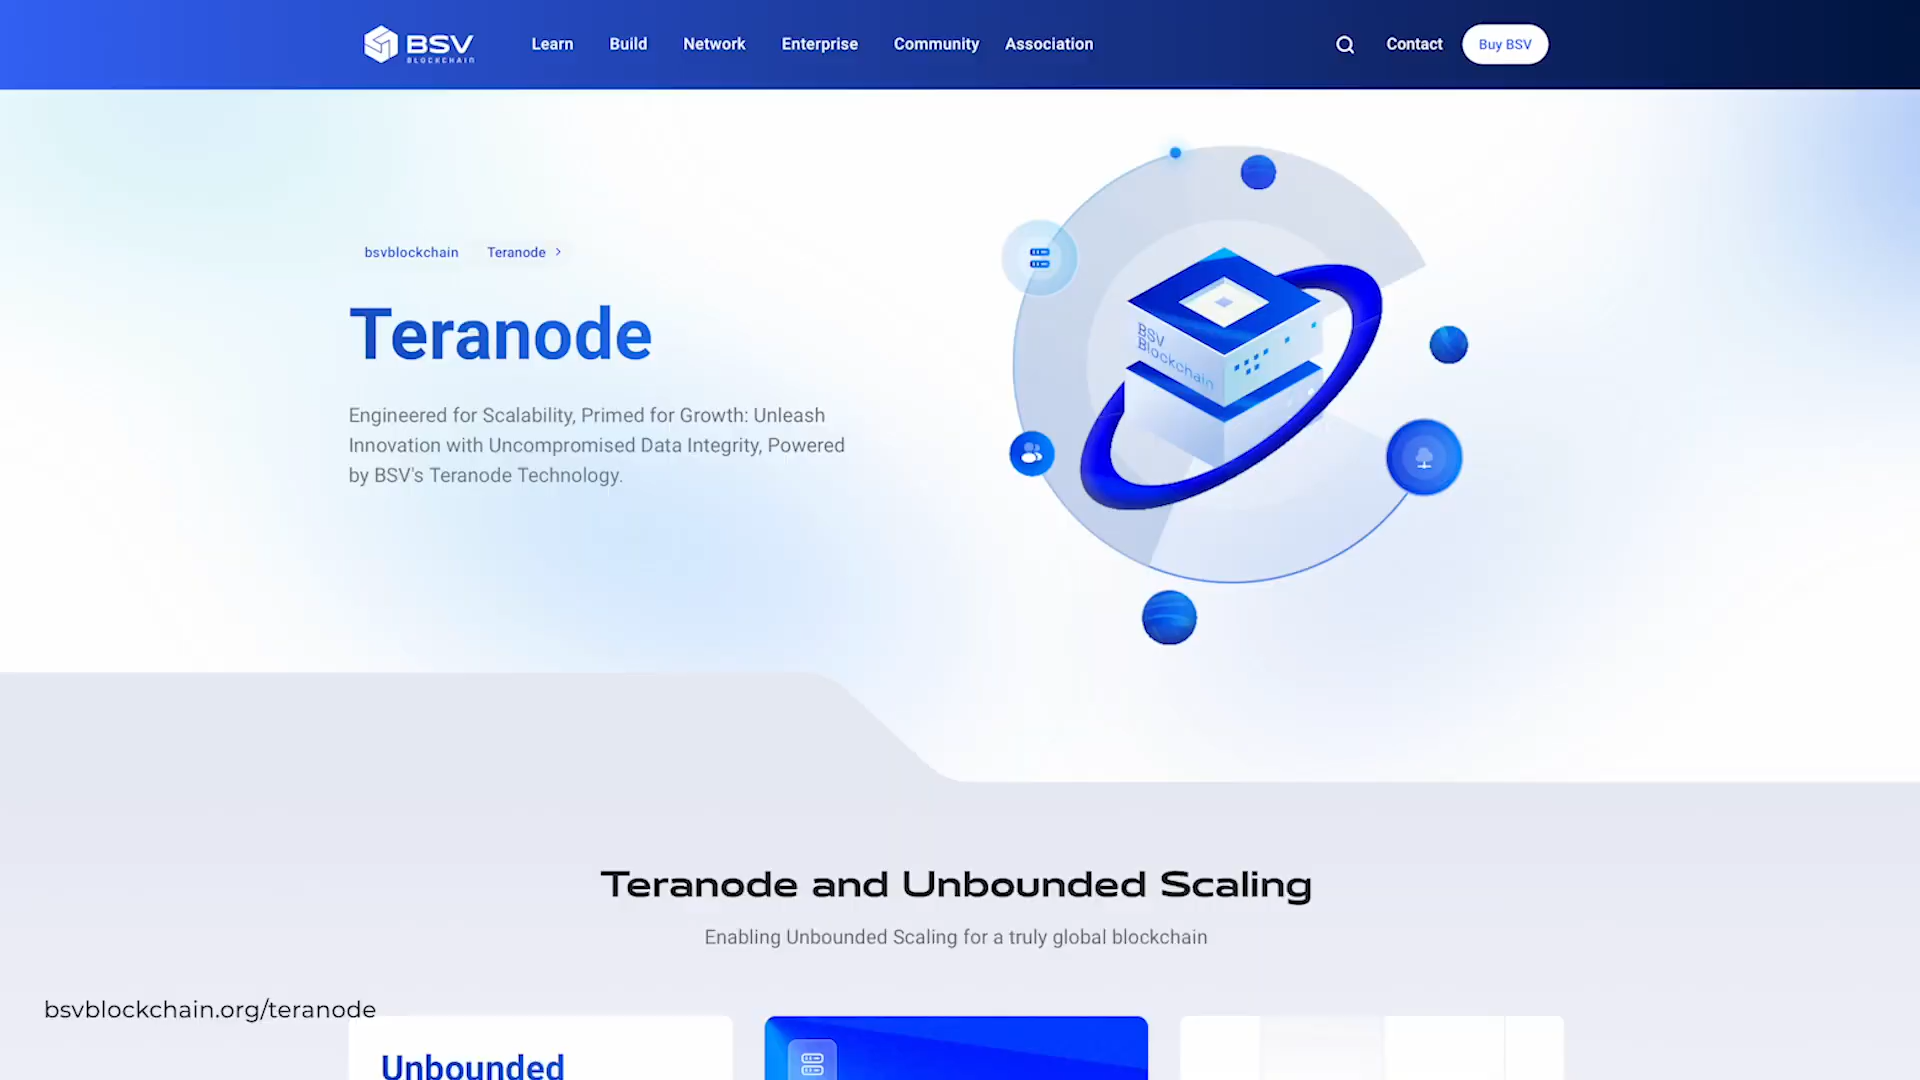 BSV
BLOCKCHAIN
Learn
Build
Network
Enterprise
Community
Association
Contact
Buy BSV
bsvblockchain
Teranode
Teranode
Engineered for Scalability, Primed for Growth: Unleash
Innovation with Uncompromised Data Integrity, Powered
by BSV's Teranode Technology.
BSV
Blockchain
Teranode and Unbounded Scaling
Enabling Unbounded Scaling for a truly global blockchain
bsvblockchain.org/teranode
Unbounded